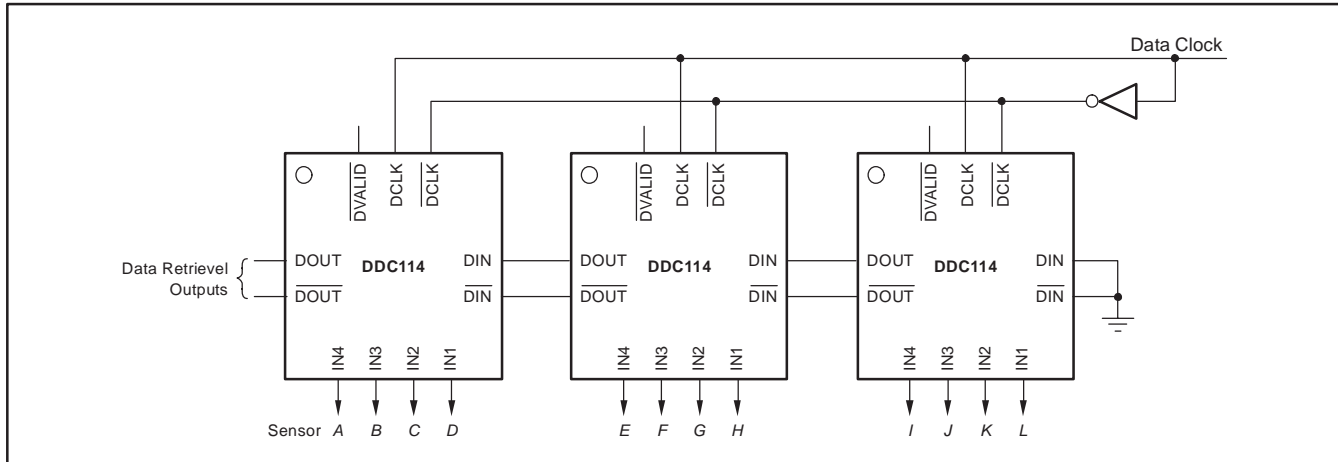 Data Clock
DVALID DCLK DCLK DVALID DCLK DCLK DVALID DCLK DCLK
Data Retrievel Outputs
DOUT DDC114 DIN DOUT DDC114 DIN DOUT DDC114 DIN
DOUT DIN DOUT DIN DOUT DIN
IN4 IN3 IN2 IN1 IN4 IN3 IN2 IN1 IN4 IN3 IN2 IN1
Sensor A B C D E F G H I J K L